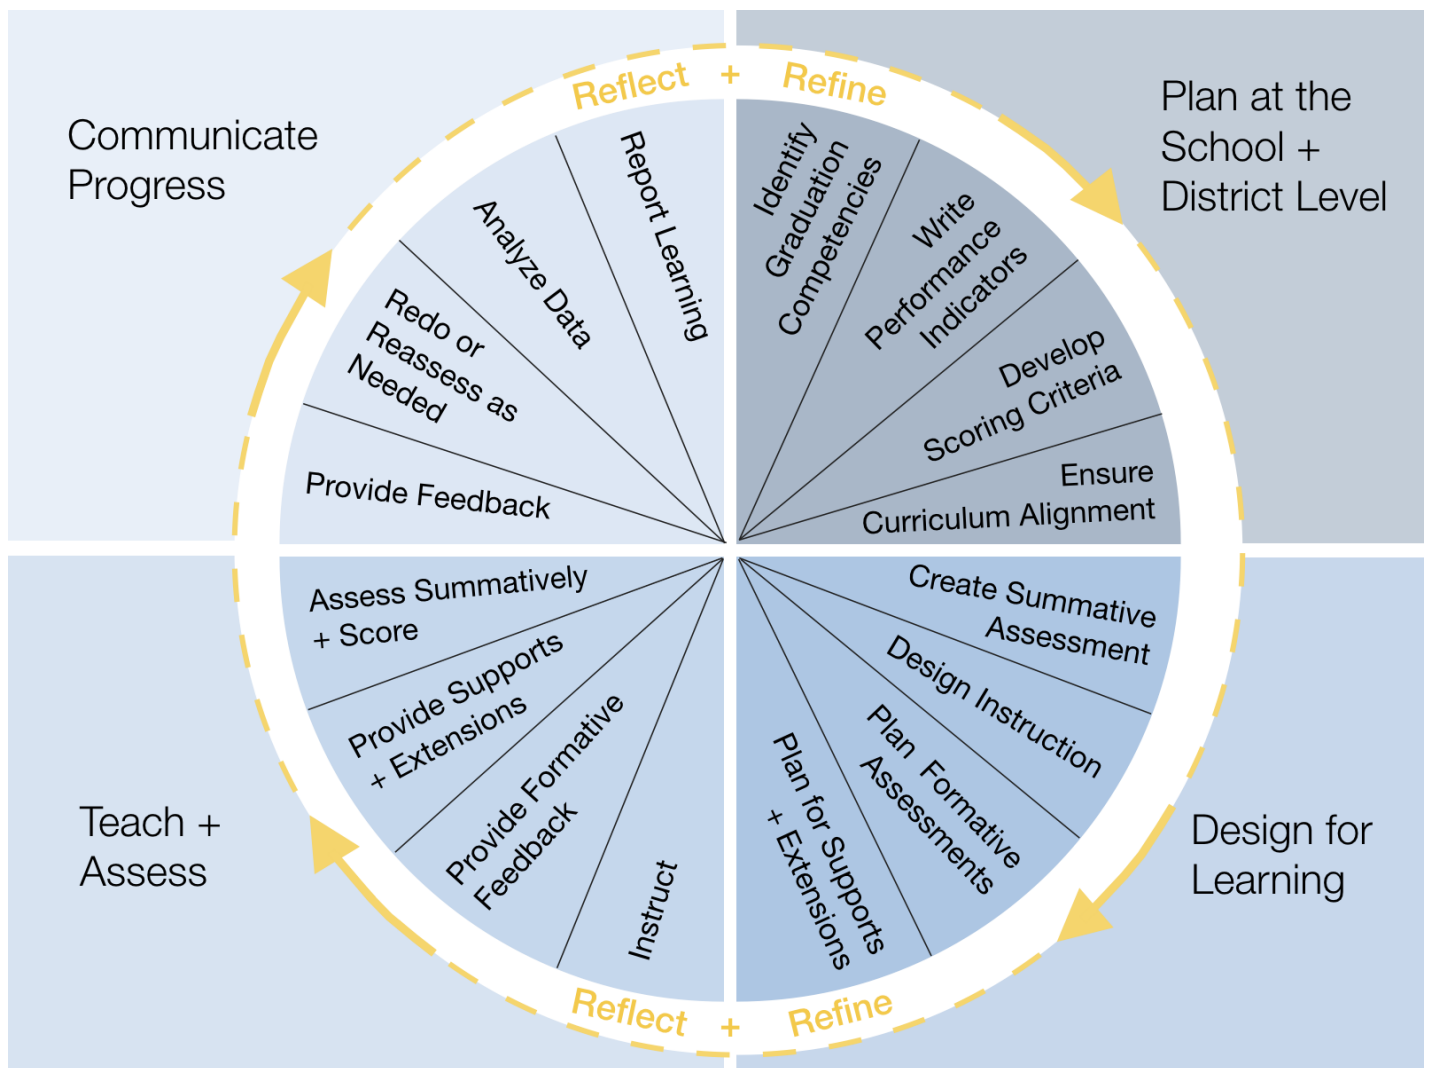 Reflect + Refine
Communicate
Progress
Plan at the
School +
District Level
Identify
Graduation
Competencies
Write
Performance
Indicators
Develop
Scoring Criteria
Ensure
Curriculum Alignment
Create Summative
Assessment
Design Instruction
Plan Formative
Assessments
Plan for Supports
+ Extensions
Design for
Learning
Instruct
Provide Formative
Feedback
Provide Supports
+ Extensions
Assess Summatively
+ Score
Teach +
Assess
Provide Feedback
Redo or
Reassess as
Needed
Analyze Data
Report Learning
Reflect + Refine